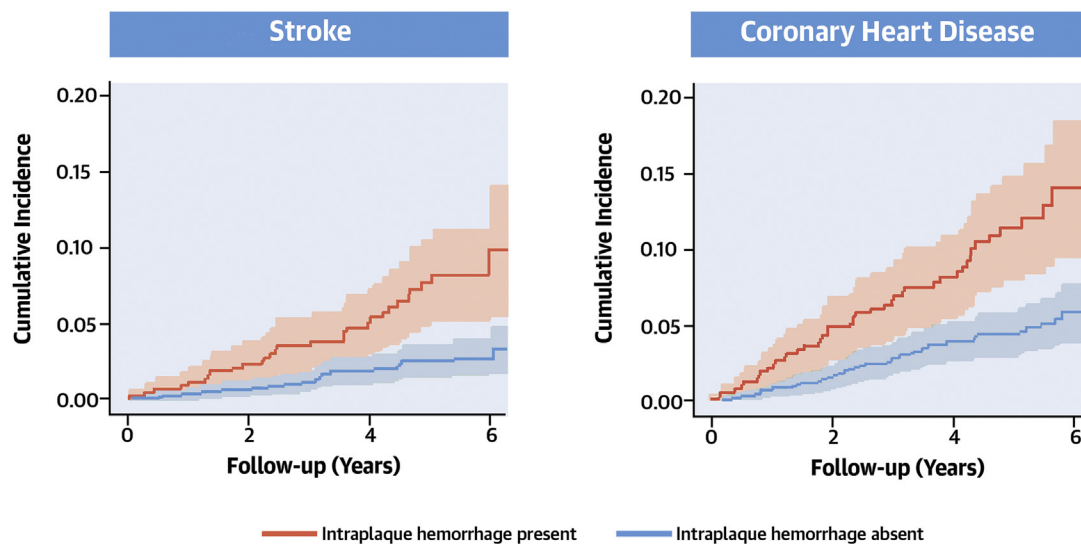 Stroke
Cumulative Incidence
0.20
0.15
0.10
0.05
0.00
0
2
4
6
Follow-up (Years)
Coronary Heart Disease
Cumulative Incidence
0.20
0.15
0.10
0.05
0.00
0
2
4
6
Follow-up (Years)
Intraplaque hemorrhage present
Intraplaque hemorrhage absent